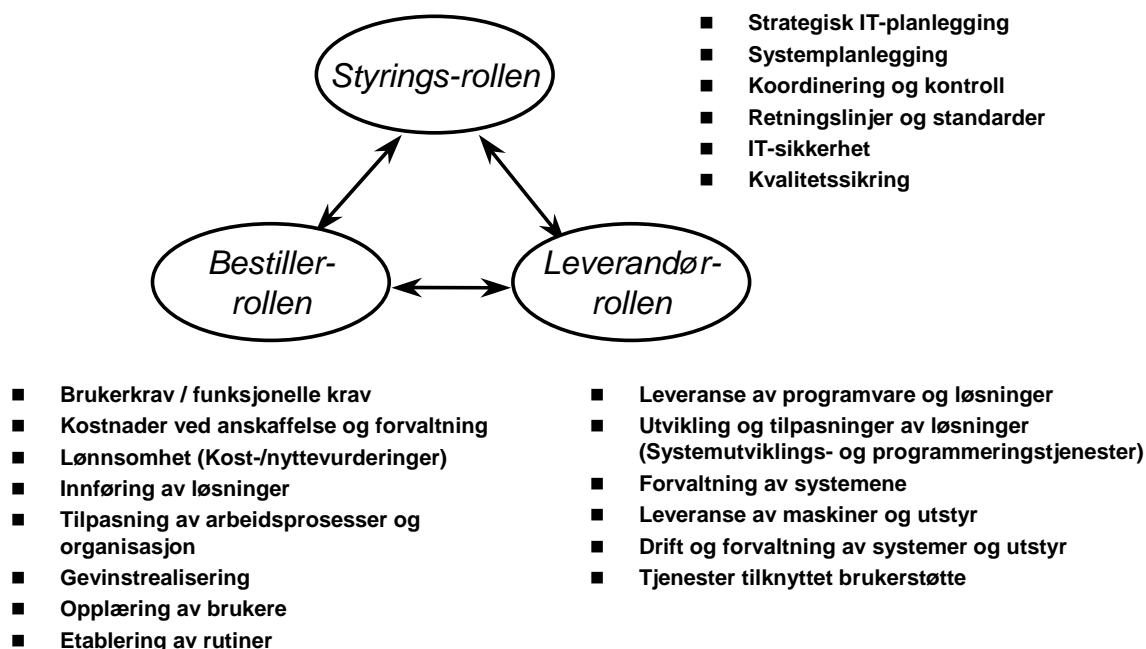 Styrings-rollen
Bestiller-
rollen
Leverandør-
rollen
■ Strategisk IT-planlegging
■ Systemplanlegging
■ Koordinering og kontroll
■ Retningslinjer og standarder
■ IT-sikkerhet
■ Kvalitetssikring
■ Brukerkrav / funksjonelle krav
■ Kostnader ved anskaffelse og forvaltning
■ Lønnsomhet (Kost-/nyttevurderinger)
■ Innføring av løsninger
■ Tilpasning av arbeidsprosesser og
organisasjon
■ Gevinstrealisering
■ Opplæring av brukere
■ Etablering av rutiner
■ Leveranse av programvare og løsninger
■ Utvikling og tilpasninger av løsninger
(Systemutviklings- og programmeringstjenester)
■ Forvaltning av systemene
■ Leveranse av maskiner og utstyr
■ Drift og forvaltning av systemer og utstyr
■ Tjenester tilknyttet brukerstøtte